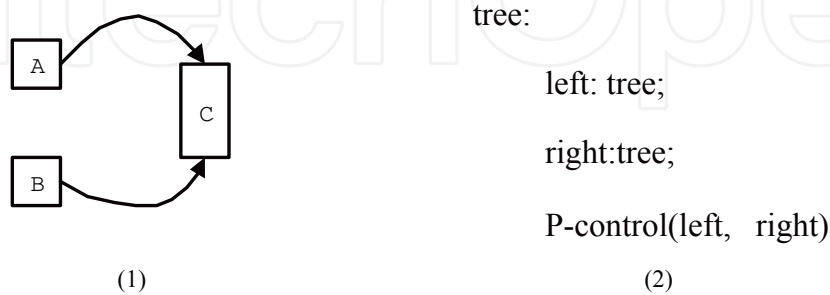 A
B
C
(1)
tree:
left: tree;
right:tree;
P-control(left, right)
(2)